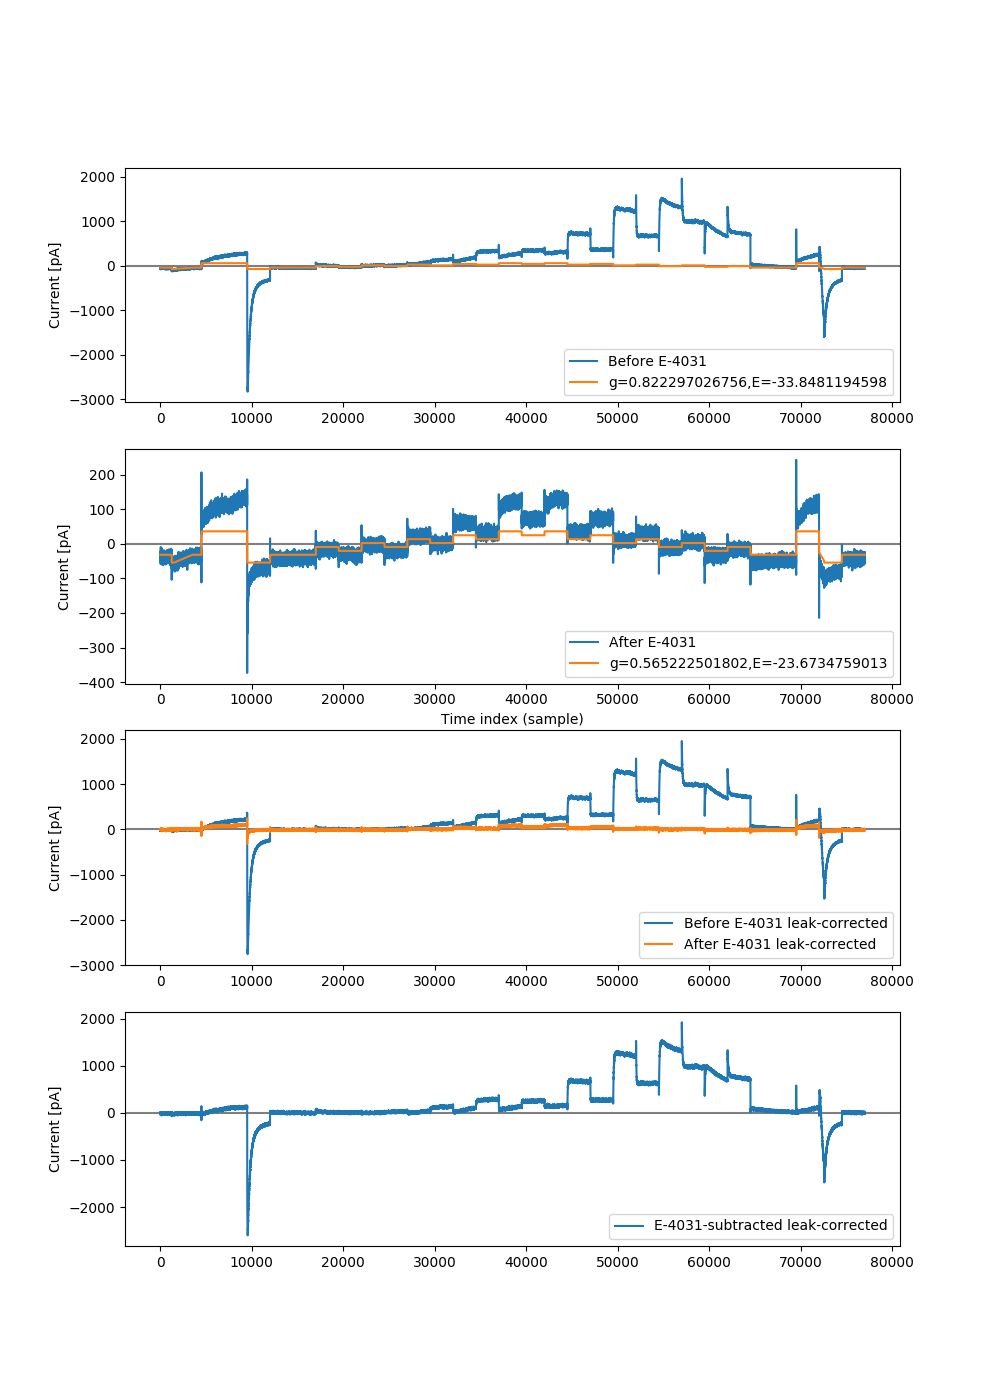 2000
1000
0
−1000
−2000
−3000
Current [pA]
Before E-4031
g=0.822297026756,E=-33.8481194598
0 10000 20000 30000 40000 50000 60000 70000 80000
200
100
0
−100
−200
−300
−400
Current [pA]
After E-4031
g=0.565222501802,E=-23.6734759013
0 10000 20000 30000 40000 50000 60000 70000 80000
Time index (sample)
2000
1000
0
−1000
−2000
−3000
Current [pA]
Before E-4031 leak-corrected
After E-4031 leak-corrected
0 10000 20000 30000 40000 50000 60000 70000 80000
2000
1000
0
−1000
−2000
Current [pA]
E-4031-subtracted leak-corrected
0 10000 20000 30000 40000 50000 60000 70000 80000